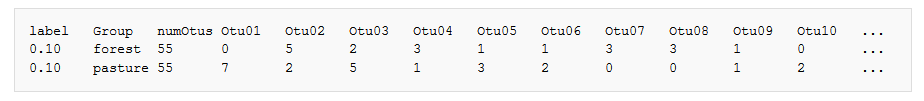 label Group numOtus Otu01 Otu02 Otu03 Otu04 Otu05 Otu06 Otu07 Otu08 Otu09 Otu10 ...
0.10 forest 55 0 5 2 3 1 1 3 3 1 0 ...
0.10 pasture 55 7 2 5 1 3 2 0 0 1 2 ...